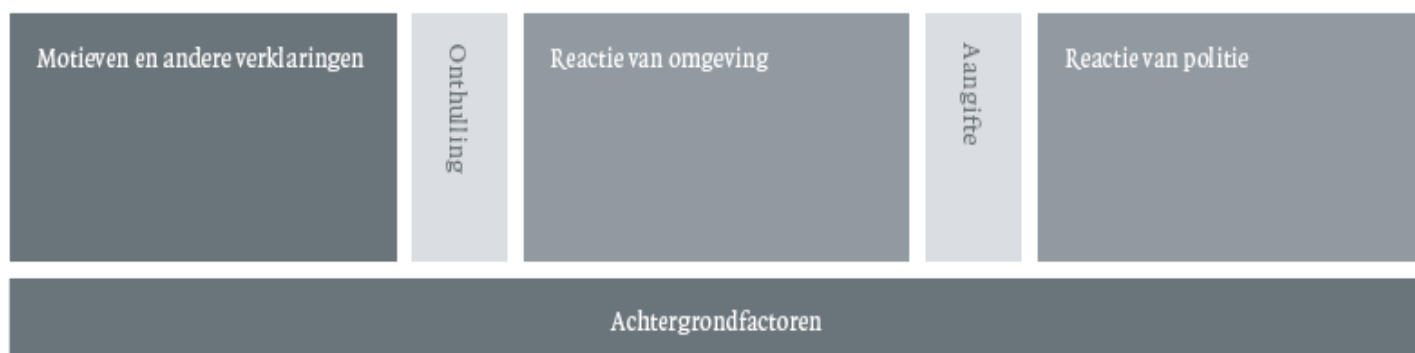 Motieven en andere verklaringen
Onthulling
Reactie van omgeving
Aangifte
Reactie van politie
Achtergrondfactoren